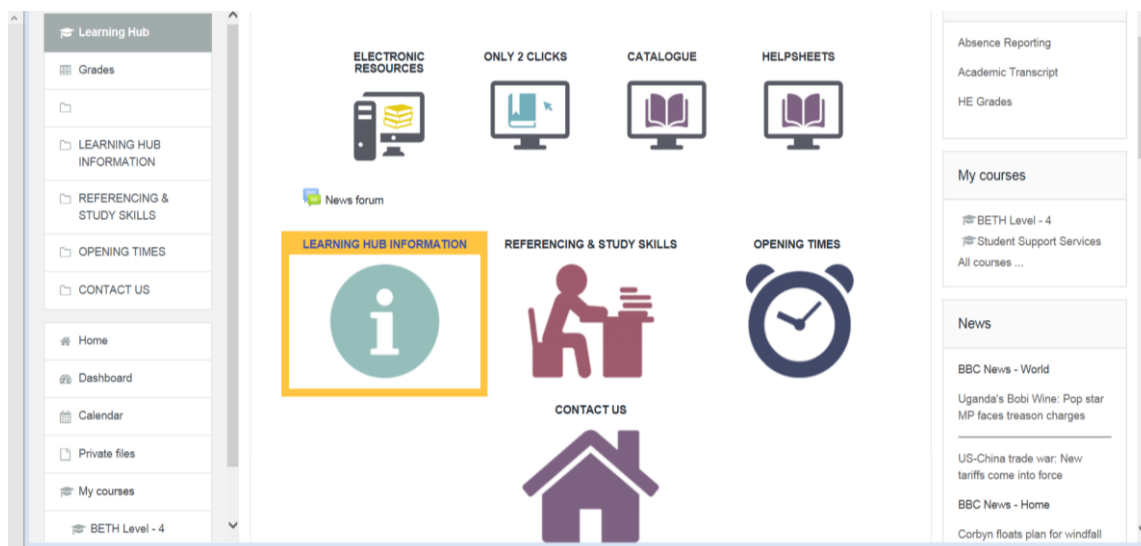 Learning Hub
Grades
LEARNING HUB
INFORMATION
REFERENCING &
STUDY SKILLS
OPENING TIMES
CONTACT US
Home
Dashboard
Calendar
Private files
My courses
BETH Level - 4
ELECTRONIC
RESOURCES
ONLY 2 CLICKS
CATALOGUE
HELPSHEETS
News forum
LEARNING HUB INFORMATION
REFERENCING & STUDY SKILLS
OPENING TIMES
CONTACT US
Absence Reporting
Academic Transcript
HE Grades
My courses
BETH Level - 4
Student Support Services
All courses ...
News
BBC News - World
Uganda's Bobi Wine: Pop star
MP faces treason charges
US-China trade war: New
tariffs come into force
BBC News - Home
Corbyn floats plan for windfall